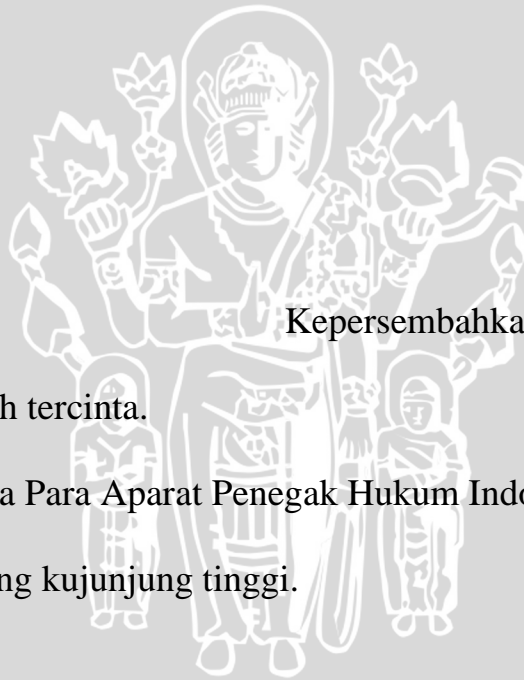 Kepersembahka
h tercinta.
a Para Aparat Penegak Hukum Indo
ng kujunjung tinggi.